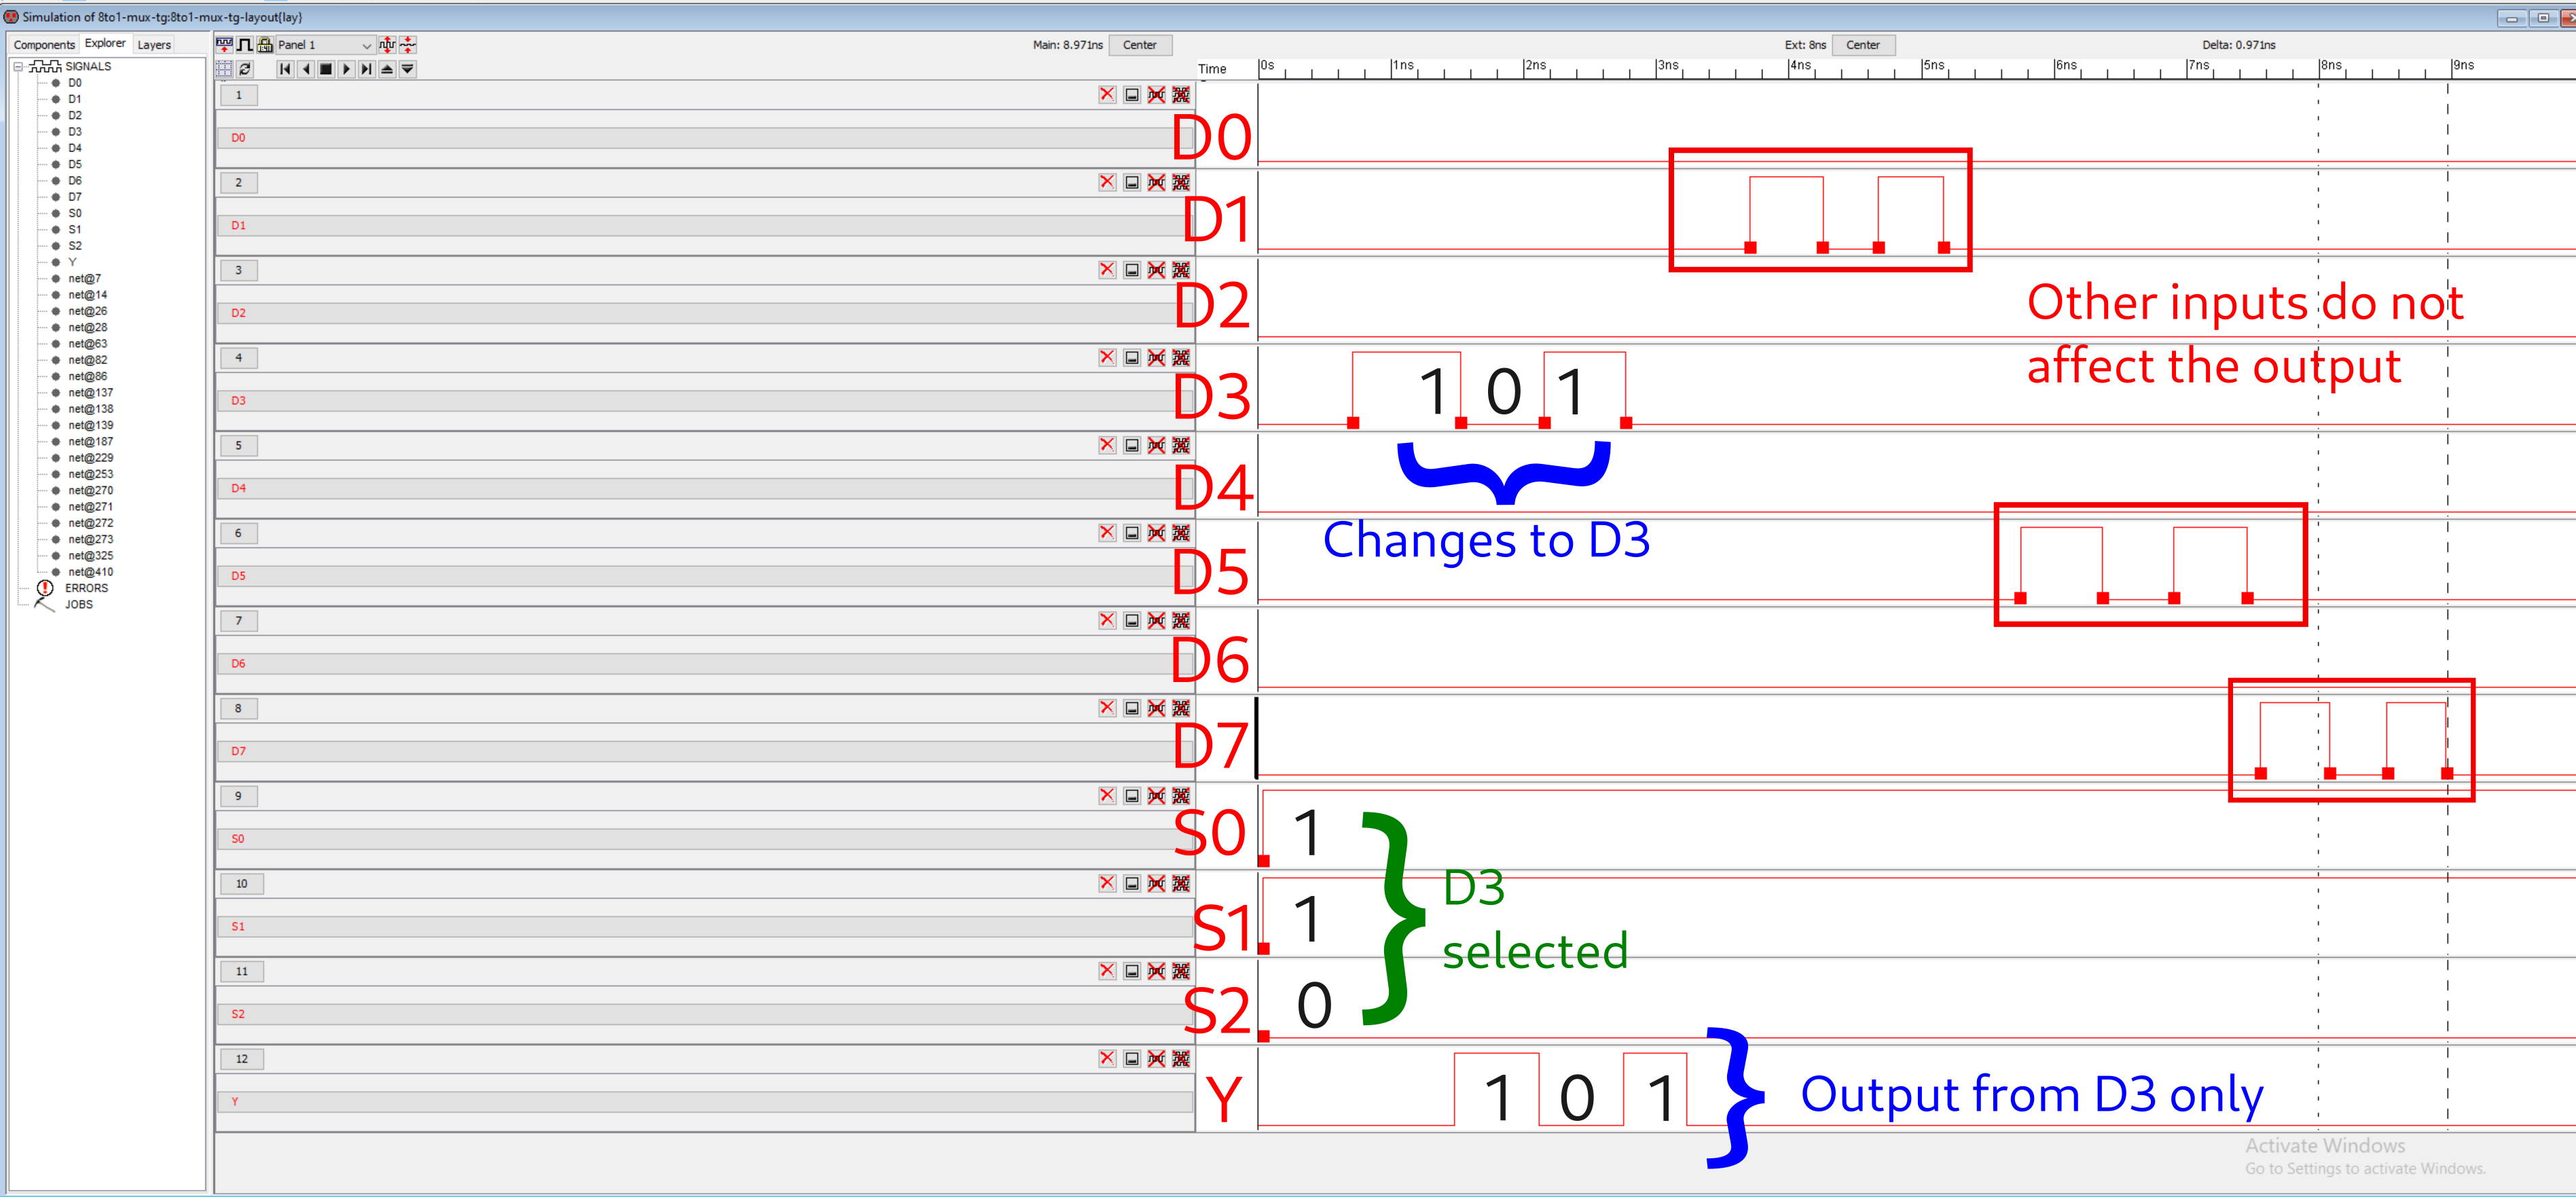 Simulation of 8to1-mux-tg:8to1-mux-tg-layout{lay}
Components Explorer Layers
Panel 1
Main: 8.971ns Center
Ext: 8ns Center
Delta: 0.971ns
Time 0s 1ns 2ns 3ns 4ns 5ns 6ns 7ns 8ns 9ns
SIGNALS
D0
D1
D2
D3
D4
D5
D6
D7
S0
S1
S2
Y
net@7
net@14
net@26
net@28
net@63
net@82
net@86
net@137
net@138
net@139
net@187
net@229
net@253
net@270
net@271
net@272
net@273
net@325
net@410
ERRORS
JOBS
1
D0 D0
2
D1 D1
3
D2 D2
Other inputs do not
affect the output
4
D3 D3 1 0 1
5
D4 D4
Changes to D3
6
D5 D5
7
D6 D6
8
D7 D7
9
S0 S0 1
10
S1 S1 1
D3
selected
11
S2 S2 0
12
Y Y 1 0 1 Output from D3 only
Activate Windows
Go to Settings to activate Windows.